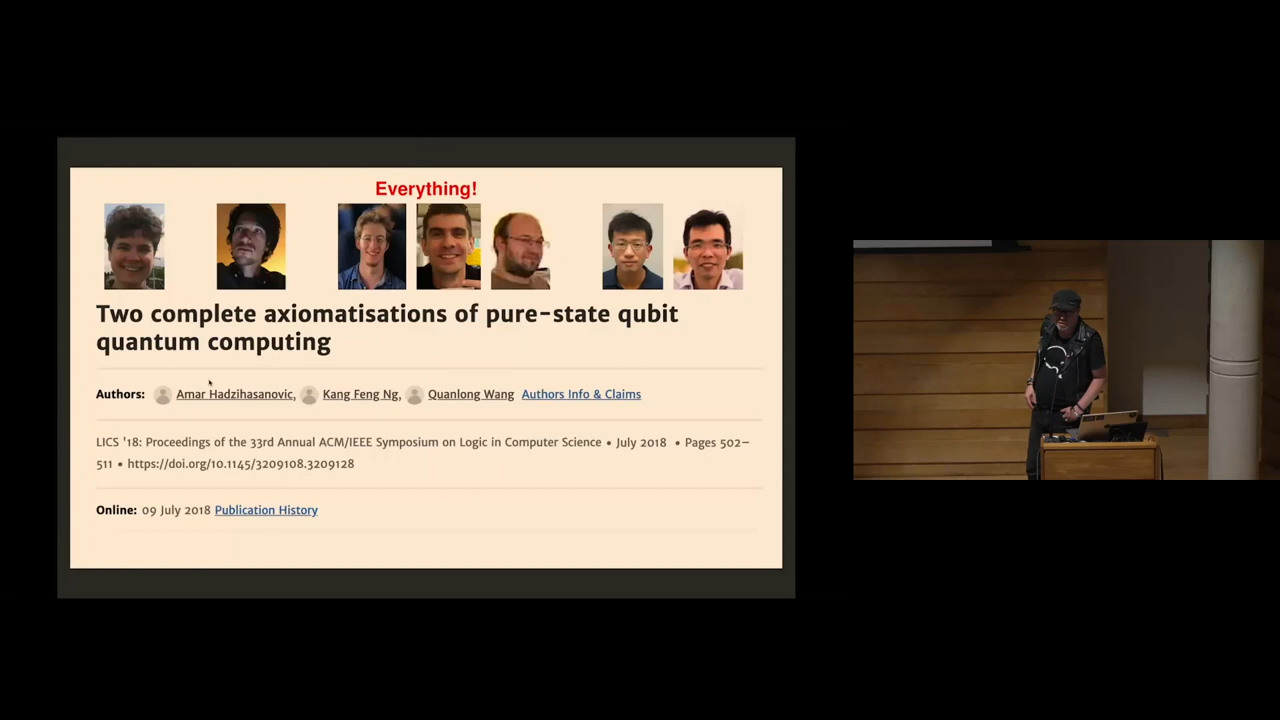 Everything!
Two complete axiomatisations of pure-state qubit
quantum computing
Authors: Amar Hadzihasanovic, Kang Feng Ng, Quanlong Wang Authors Info & Claims
LICS '18: Proceedings of the 33rd Annual ACM/IEEE Symposium on Logic in Computer Science • July 2018 • Pages 502–
511 • https://doi.org/10.1145/3209108.3209128
Online: 09 July 2018 Publication History